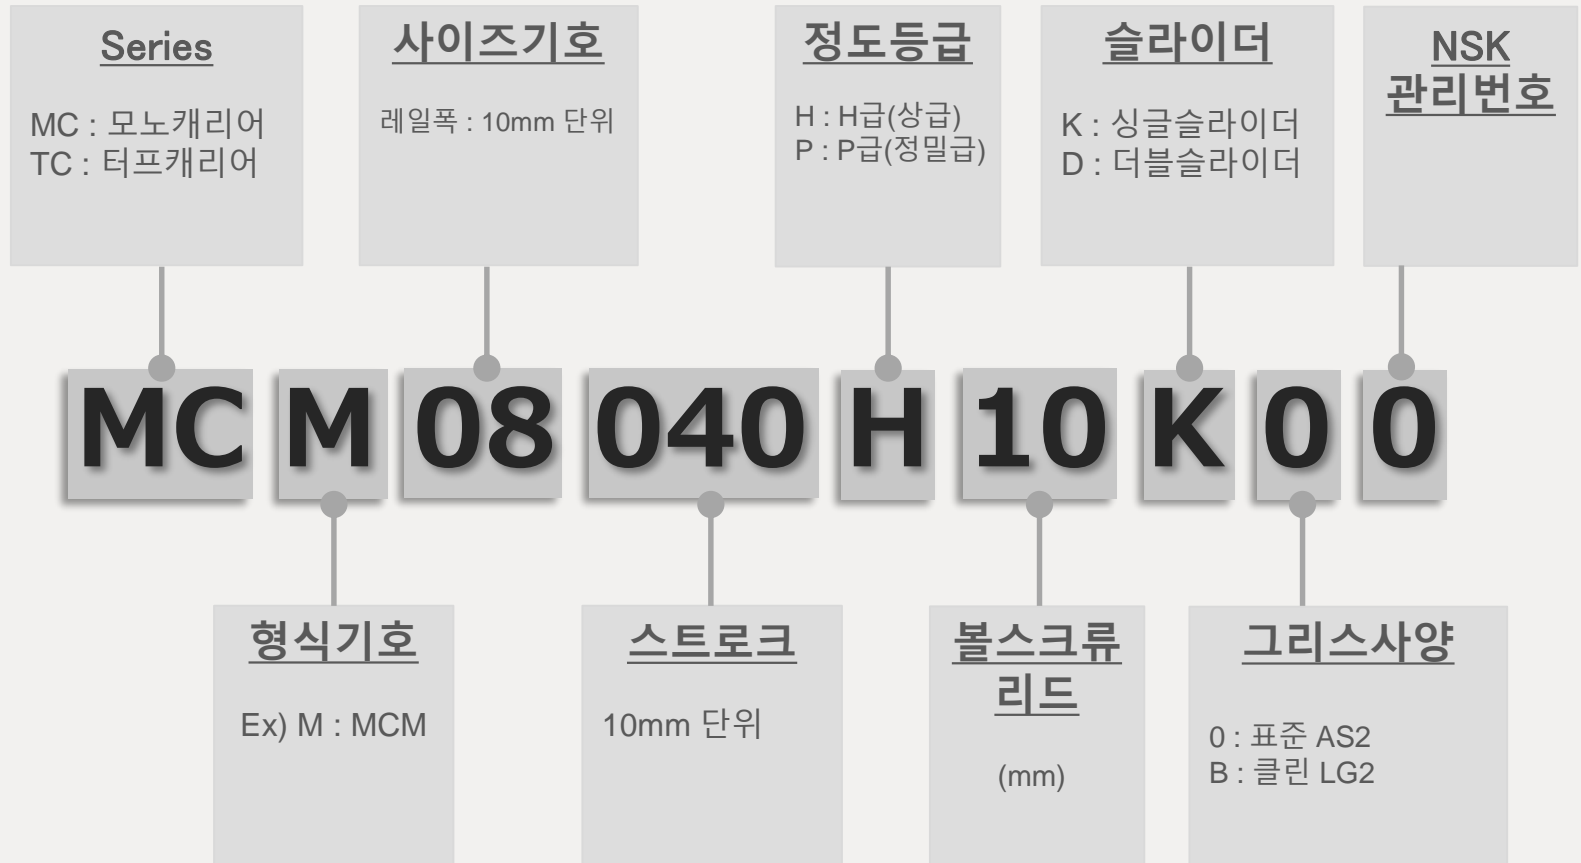 Series
MC : 모노캐리어
TC : 터프캐리어
사이즈기호
레일폭 : 10mm 단위
정도등급
H : H급(상급)
P : P급(정밀급)
슬라이더
K : 싱글슬라이더
D : 더블슬라이더
NSK
관리번호
MC M 08 040 H 10 K 0 0
형식기호
Ex) M : MCM
스트로크
10mm 단위
볼스크류
리드
(mm)
그리스사양
0 : 표준 AS2
B : 클린 LG2